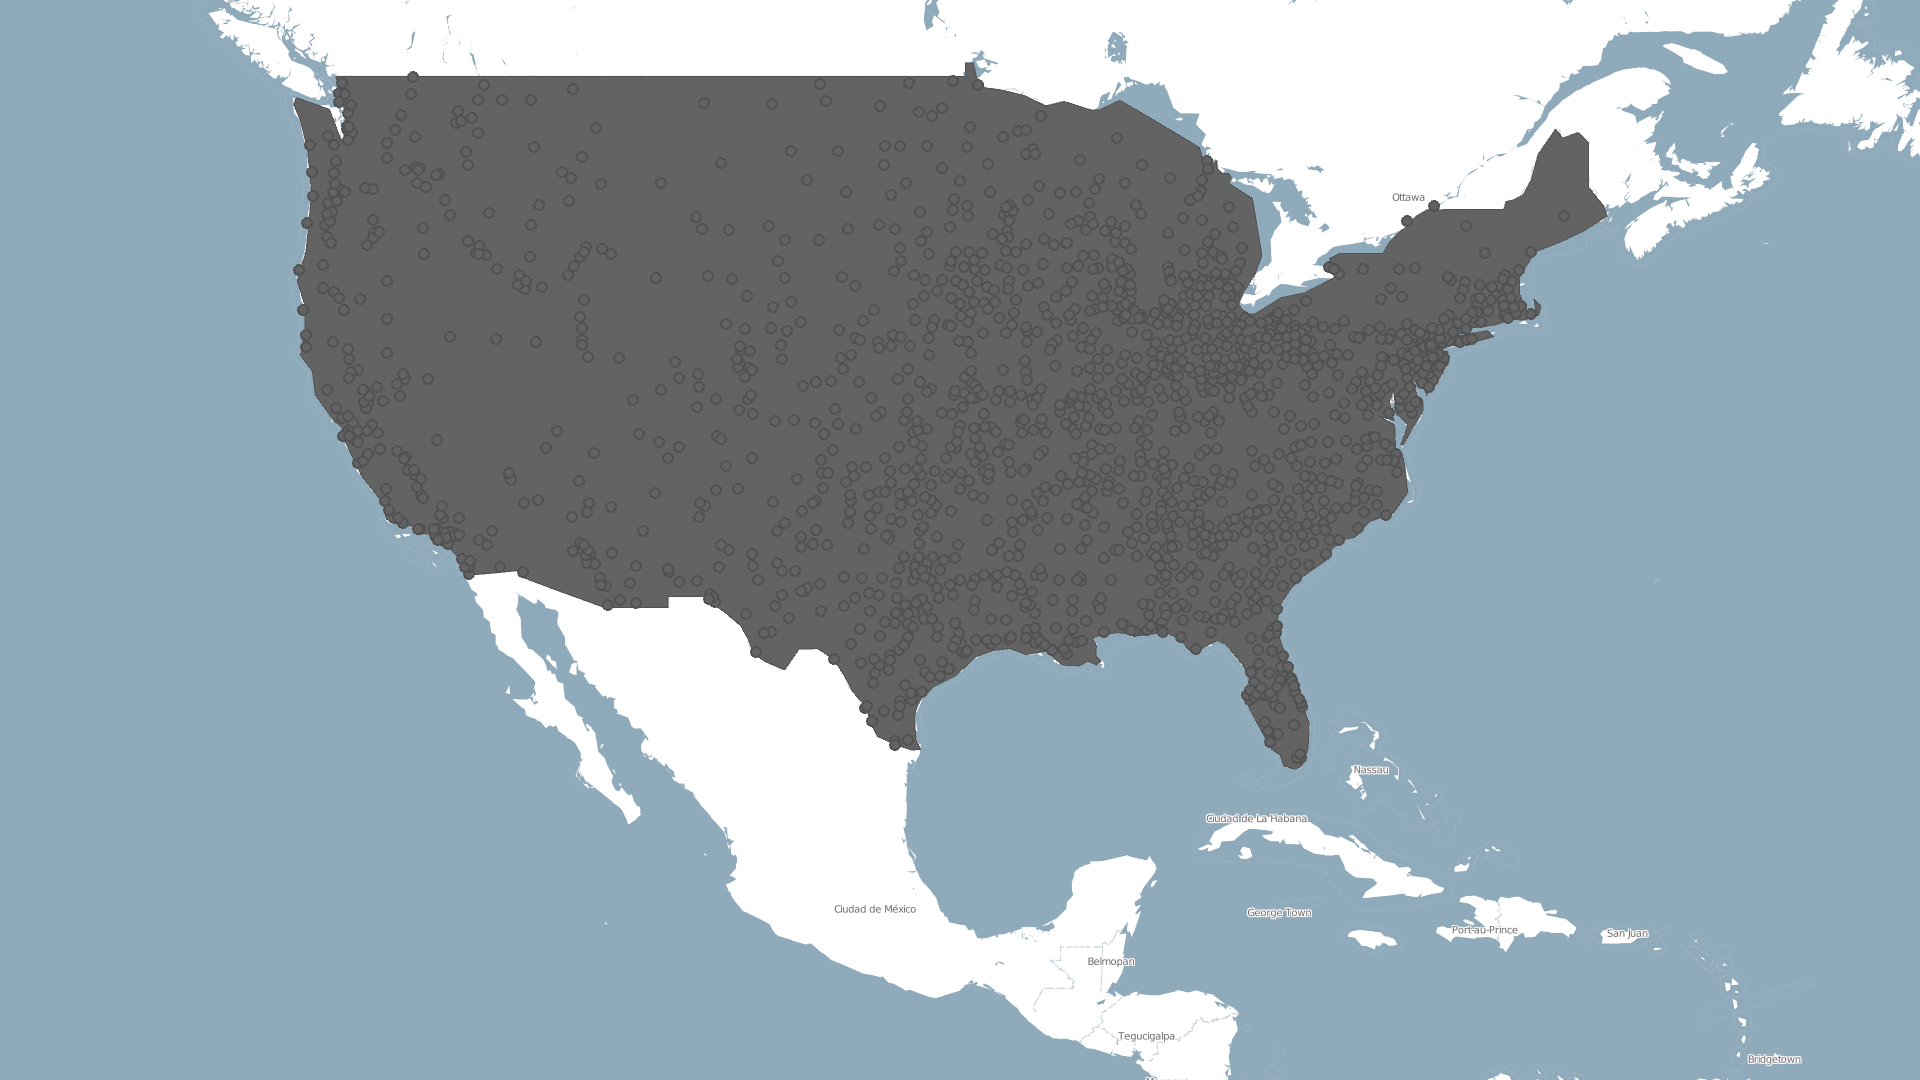 Ottawa
Nassau
Ciudad de La Habana
Ciudad de México
George Town
Port-au-Prince
San Juan
Belmopan
Tegucigalpa
Bridgetown